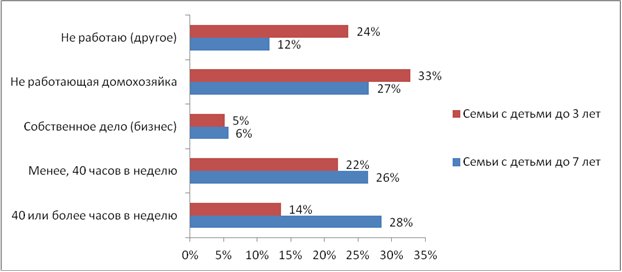 Не работаю (другое)
24%
12%
Не работающая домохозяйка
33%
27%
Собственное дело (бизнес)
5%
6%
Менее, 40 часов в неделю
22%
26%
40 или более часов в неделю
14%
28%
0% 5% 10% 15% 20% 25% 30% 35%
Семьи с детьми до 3 лет
Семьи с детьми до 7 лет